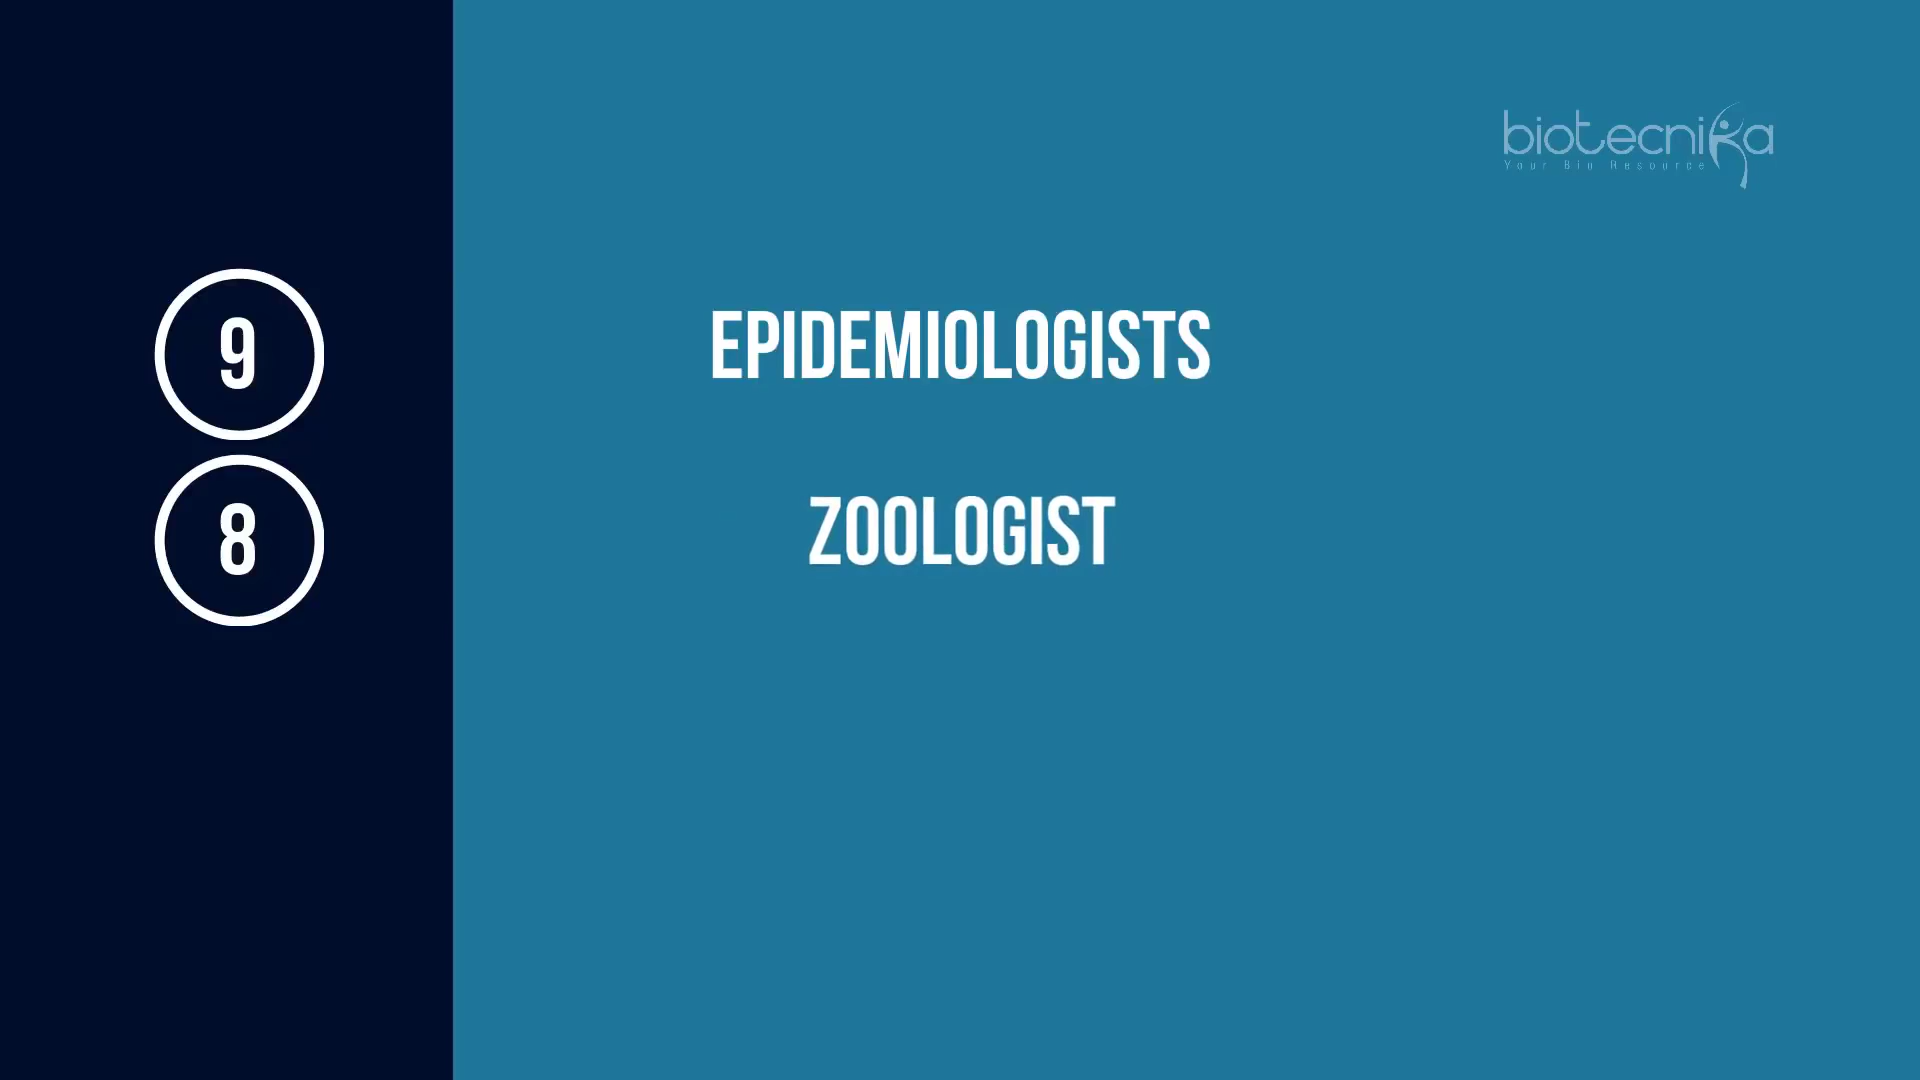 biotecnika
Your Bio Resource
9
EPIDEMIOLOGISTS
8
ZOOLOGIST